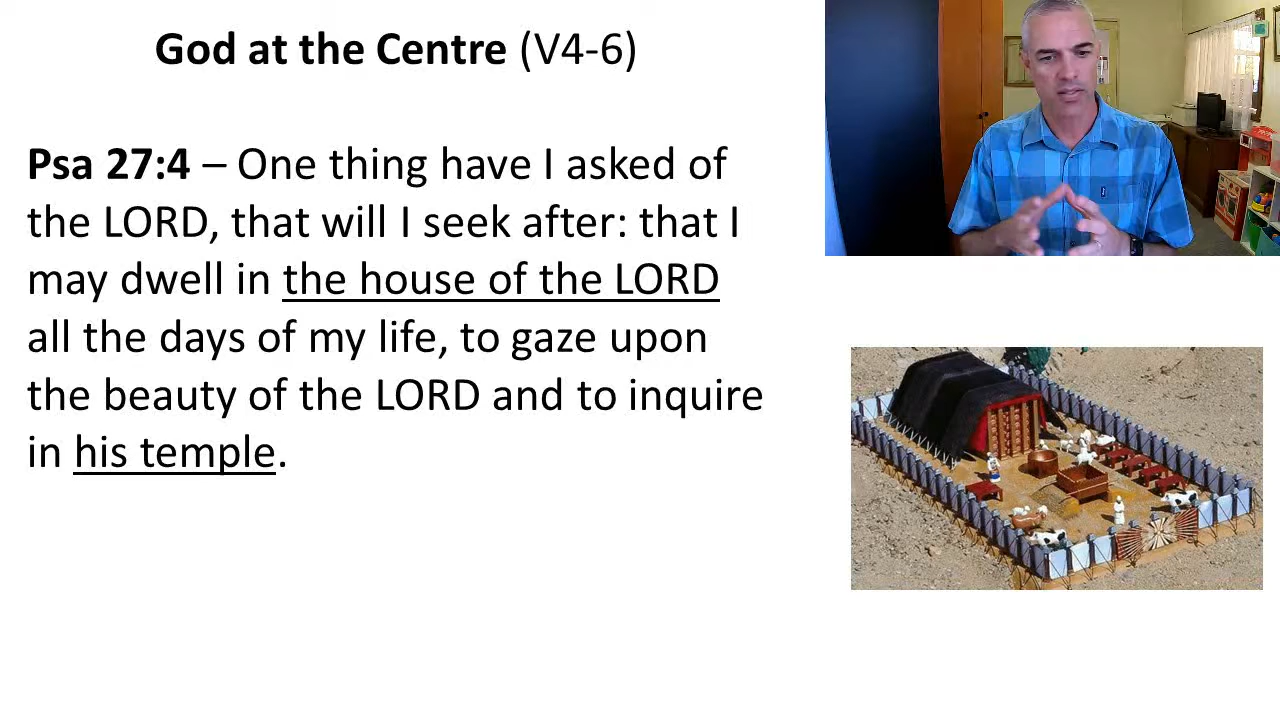 God at the Centre (V4-6)
Psa 27:4 – One thing have I asked of
the LORD, that will I seek after: that I
may dwell in the house of the LORD
all the days of my life, to gaze upon
the beauty of the LORD and to inquire
in his temple.